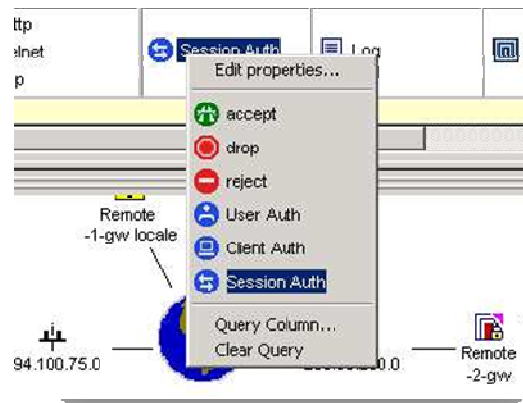 ttp
elnet
p
Session Auth
Log
Edit properties...
accept
drop
reject
User Auth
Client Auth
Session Auth
Query Column...
Clear Query
Remote
-1-gw locale
94.100.75.0
.0
Remote
-2-gw